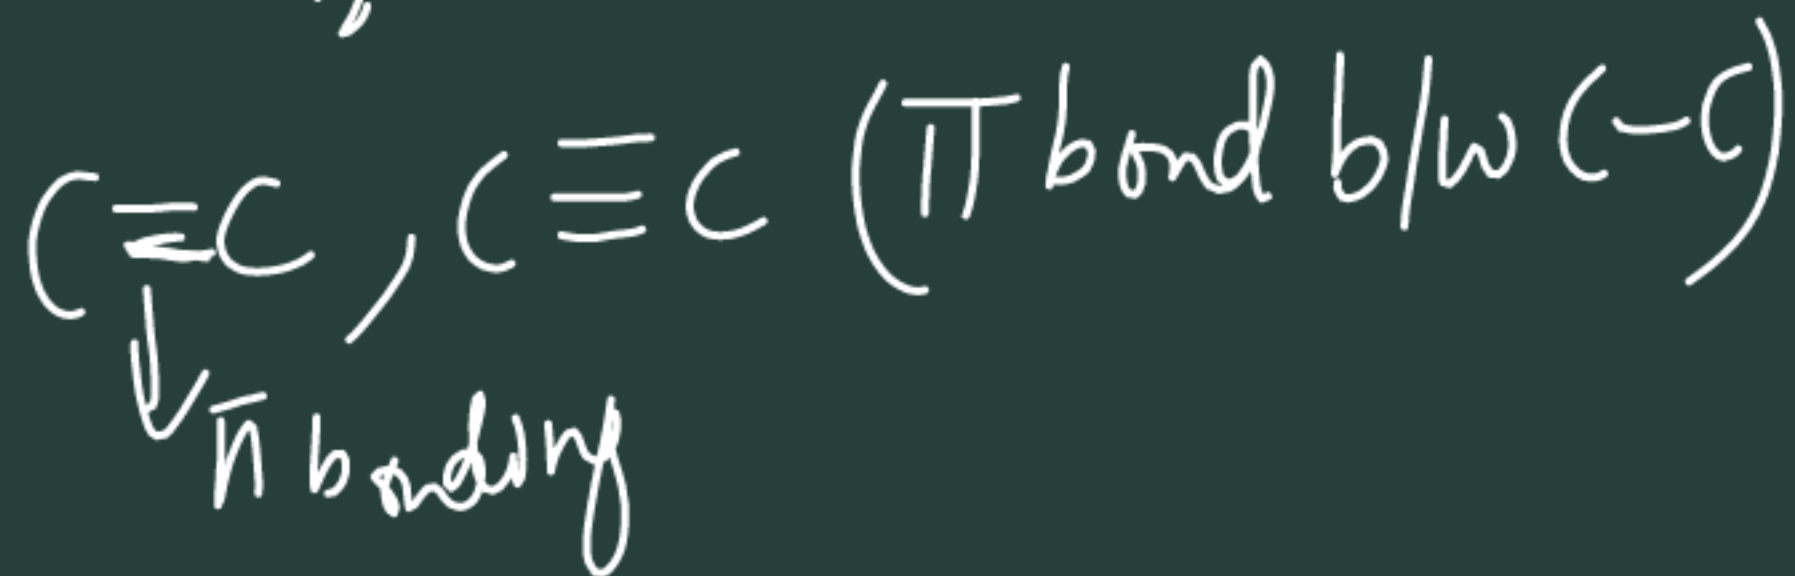 C=C, C≡C (π bond b/w C-C)
π bonding